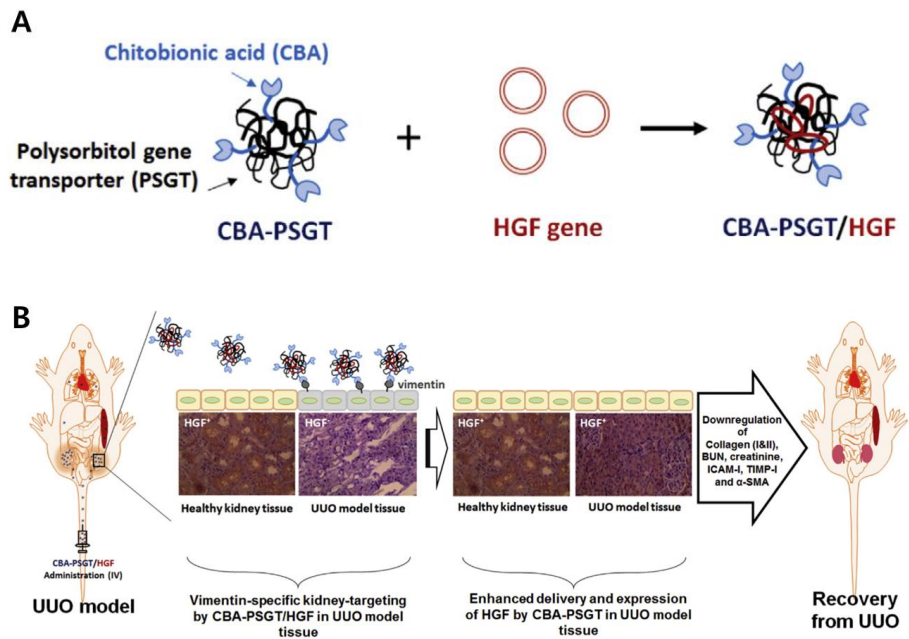 A
Chitobionic acid (CBA)
Polysorbitol gene
transporter (PSGT)
+
CBA-PSGT
HGF gene
CBA-PSGT/HGF
B
vimentin
HGF⁺
HGF⁻
HGF⁺
HGF⁺
Healthy kidney tissue
UUO model tissue
Healthy kidney tissue
UUO model tissue
Downregulation
of
Collagen (I&II),
BUN, creatinine,
ICAM-I, TIMP-I
and α-SMA
CBA-PSGT/HGF
Administration (IV)
UUO model
Vimentin-specific kidney-targeting
by CBA-PSGT/HGF in UUO model
tissue
Enhanced delivery and expression
of HGF by CBA-PSGT in UUO model
tissue
Recovery
from UUO